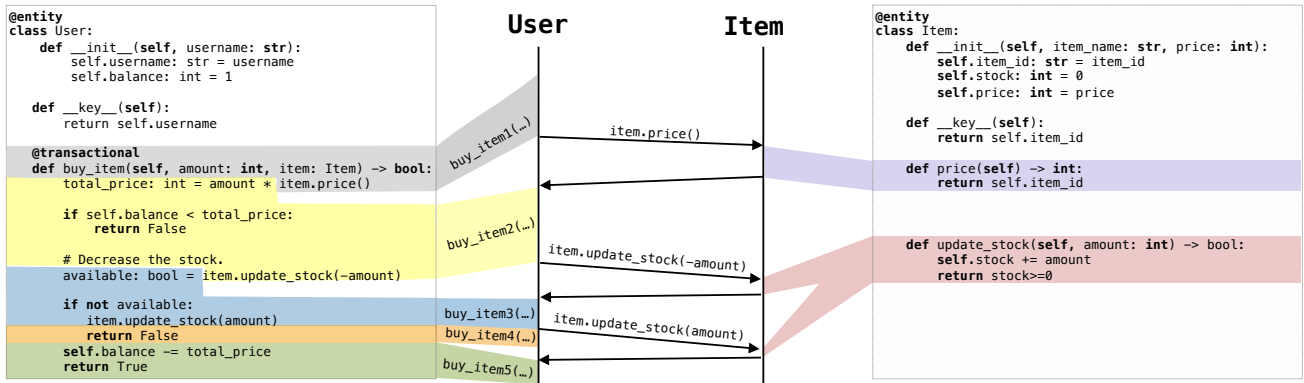 @entity
class User:
    def __init__(self, username: str):
        self.username: str = username
        self.balance: int = 1
    def __key__(self):
        return self.username
    @transactional
    def buy_item(self, amount: int, item: Item) −> bool:
        total_price: int = amount * item.price()
        if self.balance < total_price:
            return False
        # Decrease the stock.
        available: bool = item.update_stock(−amount)
        if not available:
            item.update_stock(amount)
            return False
        self.balance −= total_price
        return True
User
Item
buy_item1(…)
item.price()
buy_item2(…)
item.update_stock(−amount)
buy_item3(…)
item.update_stock(amount)
buy_item4(…)
buy_item5(…)
@entity
class Item:
    def __init__(self, item_name: str, price: int):
        self.item_id: str = item_id
        self.stock: int = 0
        self.price: int = price
    def __key__(self):
        return self.item_id
    def price(self) −> int:
        return self.item_id
    def update_stock(self, amount: int) −> bool:
        self.stock += amount
        return stock>=0